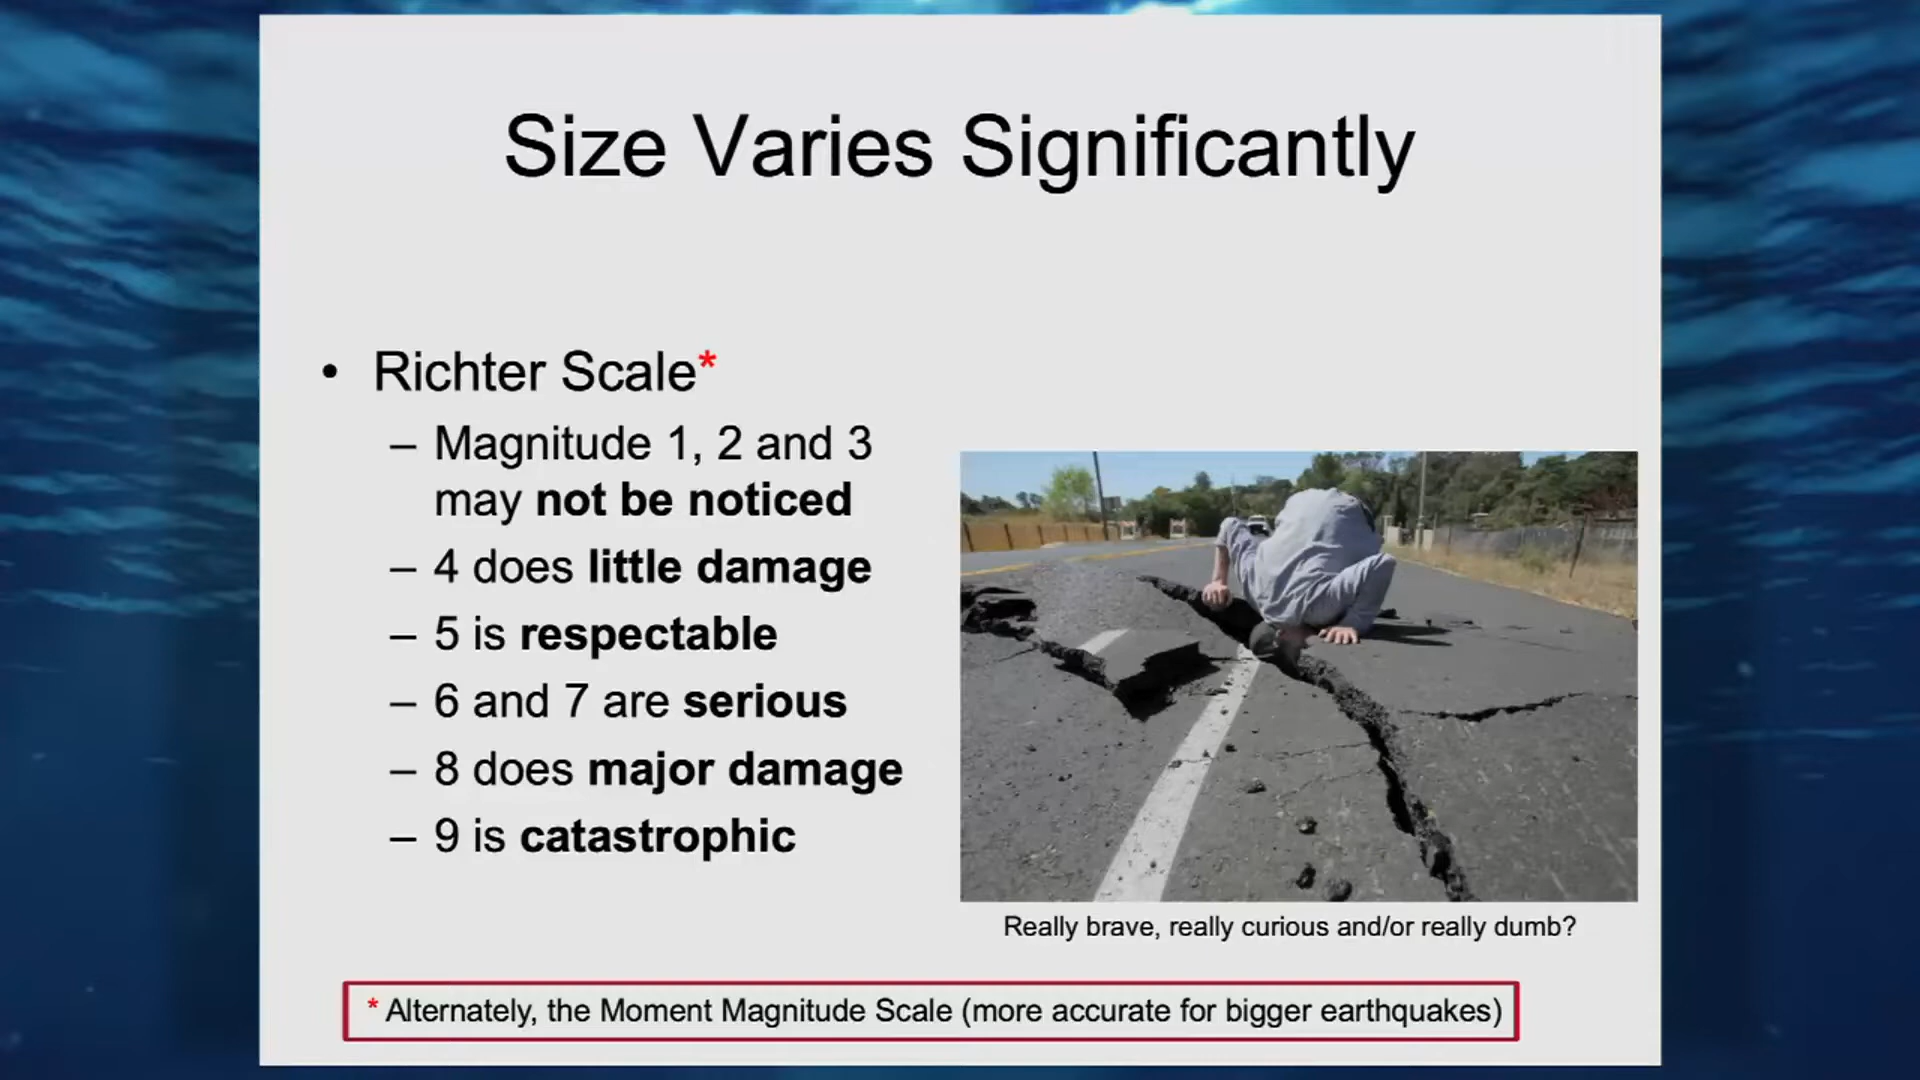 Size Varies Significantly
• Richter Scale*
– Magnitude 1, 2 and 3
may not be noticed
– 4 does little damage
– 5 is respectable
– 6 and 7 are serious
– 8 does major damage
– 9 is catastrophic
Really brave, really curious and/or really dumb?
* Alternately, the Moment Magnitude Scale (more accurate for bigger earthquakes)